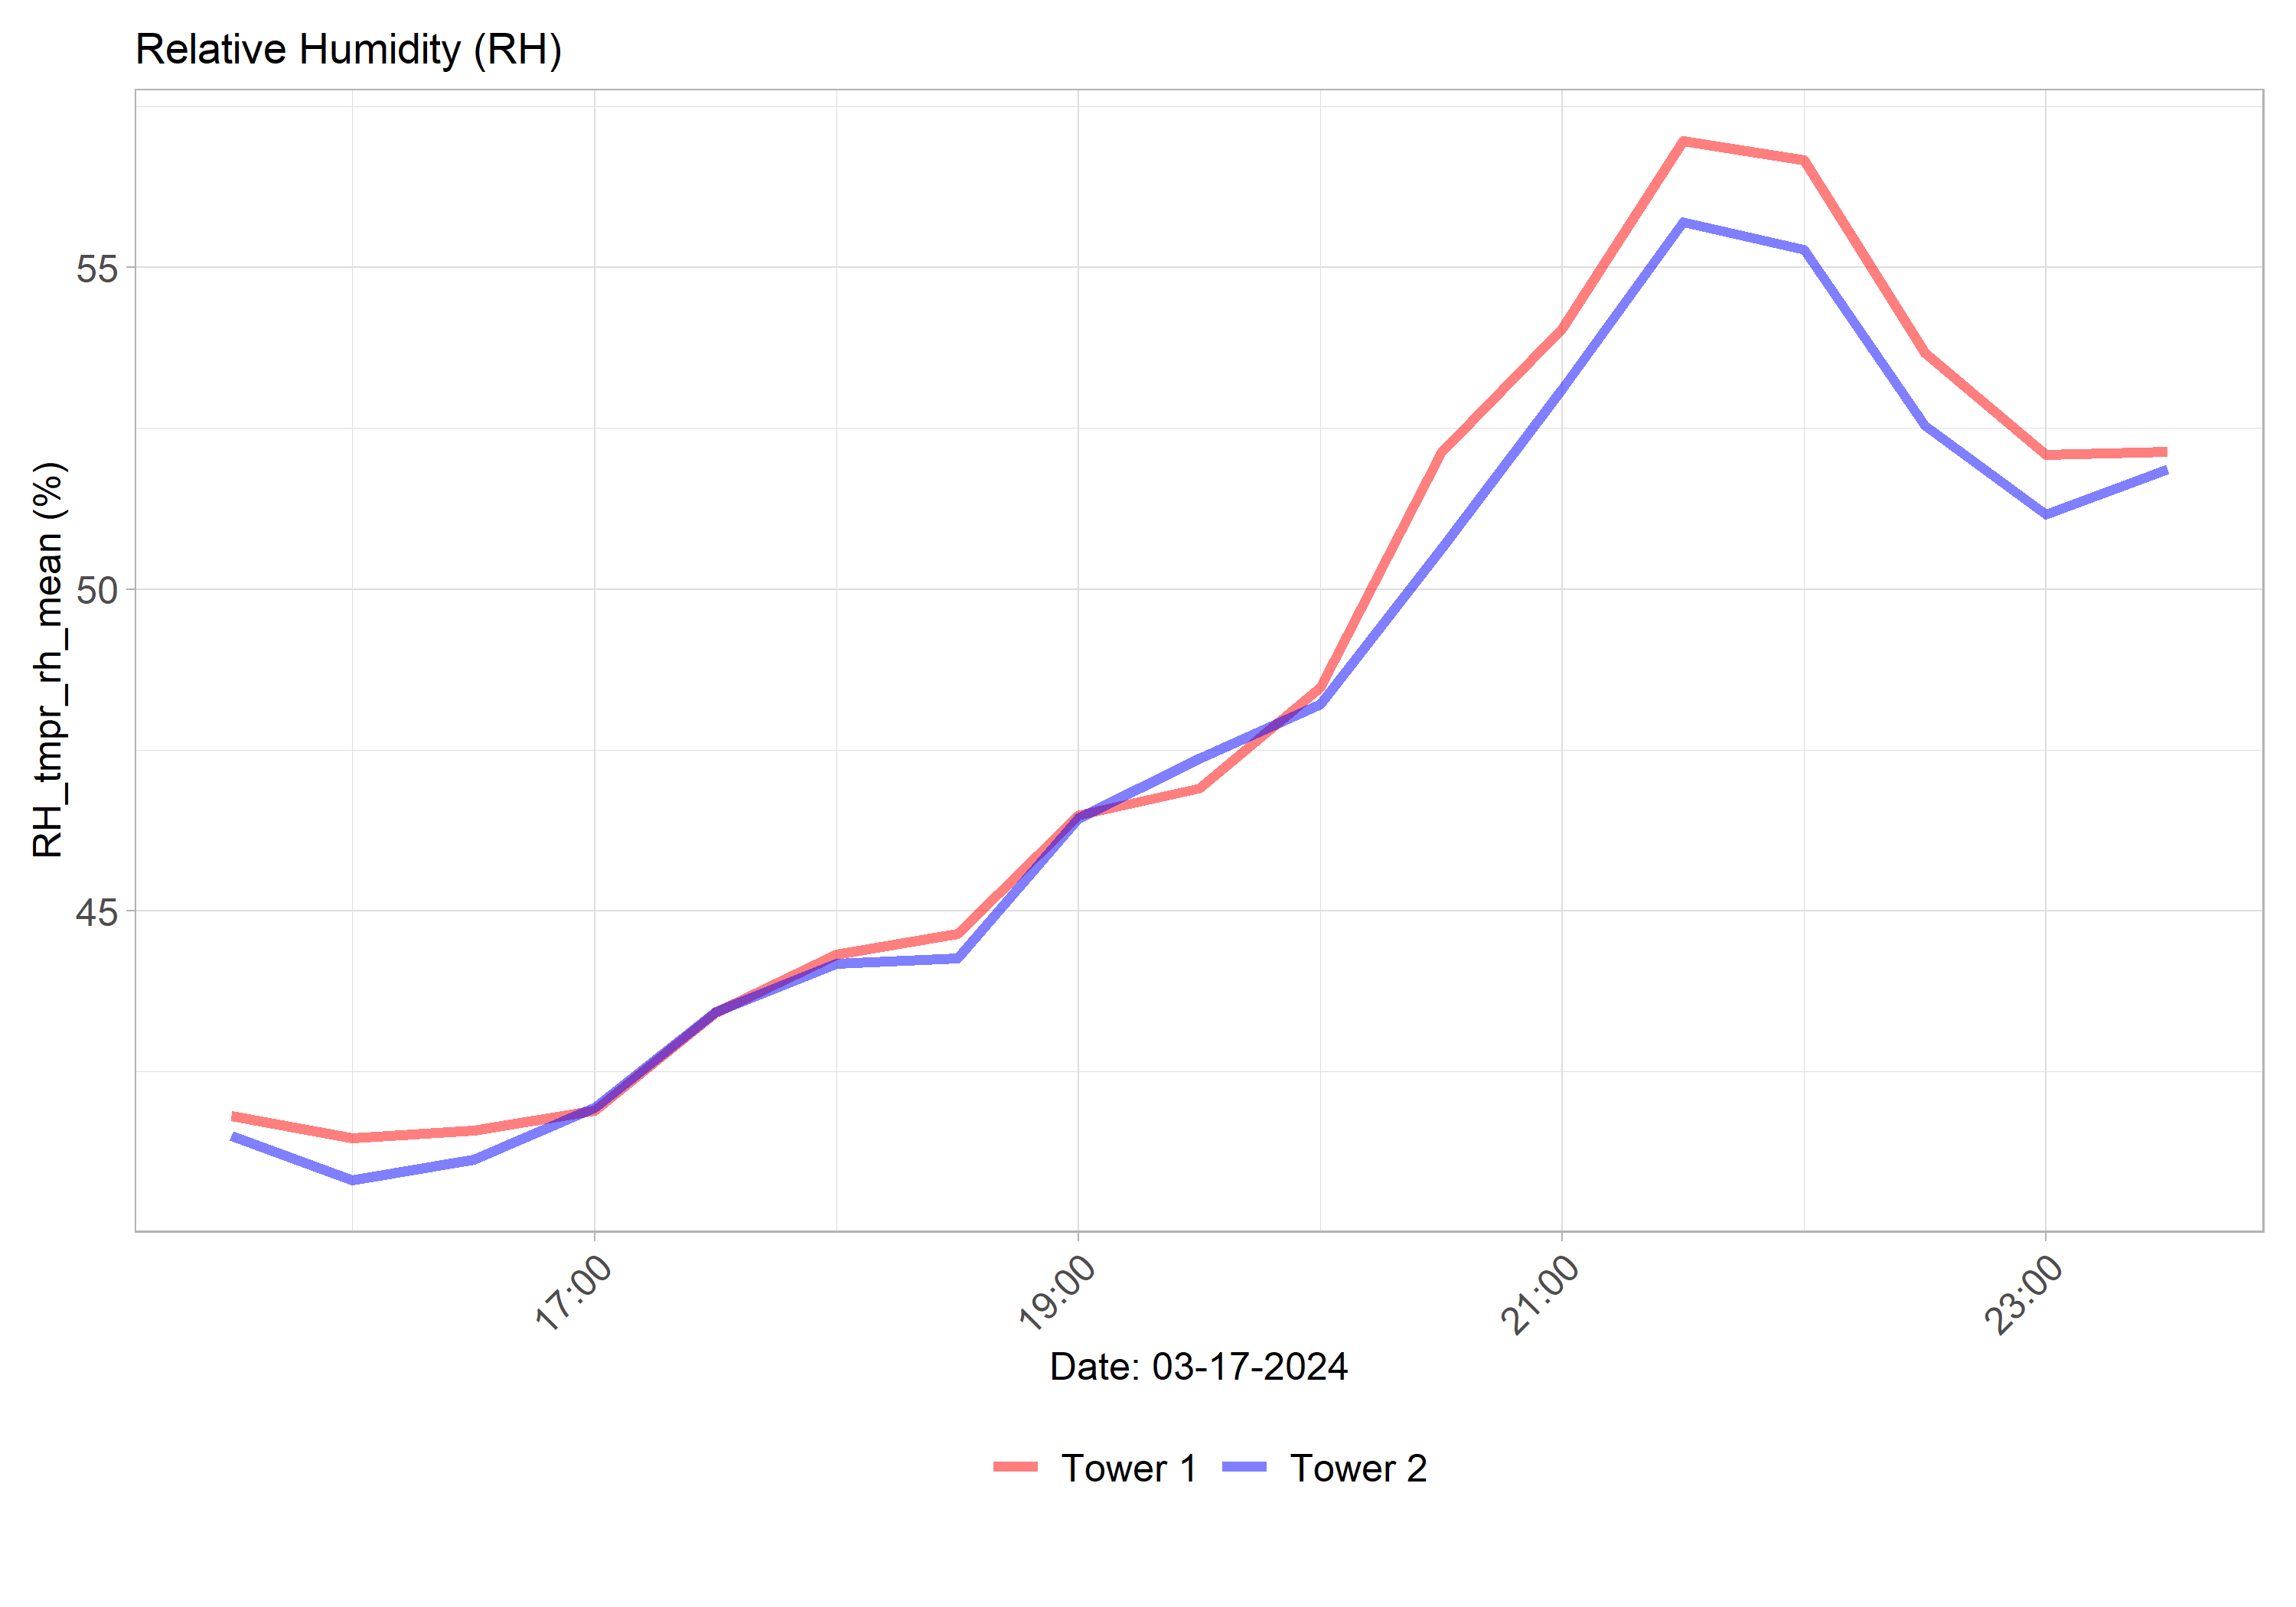 Relative Humidity (RH)
RH_tmpr_rh_mean (%)
55
50
45
17:00
19:00
21:00
23:00
Date: 03-17-2024
Tower 1
Tower 2